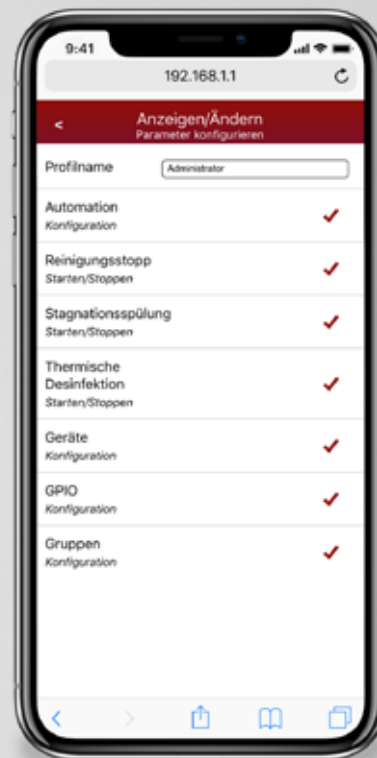 9:41
192.168.1.1
<
Anzeigen/Ändern
Parameter konfigurieren
Profilname
Administrator
Automation
Konfiguration
Reinigungsstopp
Starten/Stoppen
Stagnationsspülung
Starten/Stoppen
Thermische
Desinfektion
Starten/Stoppen
Geräte
Konfiguration
GPIO
Konfiguration
Gruppen
Konfiguration